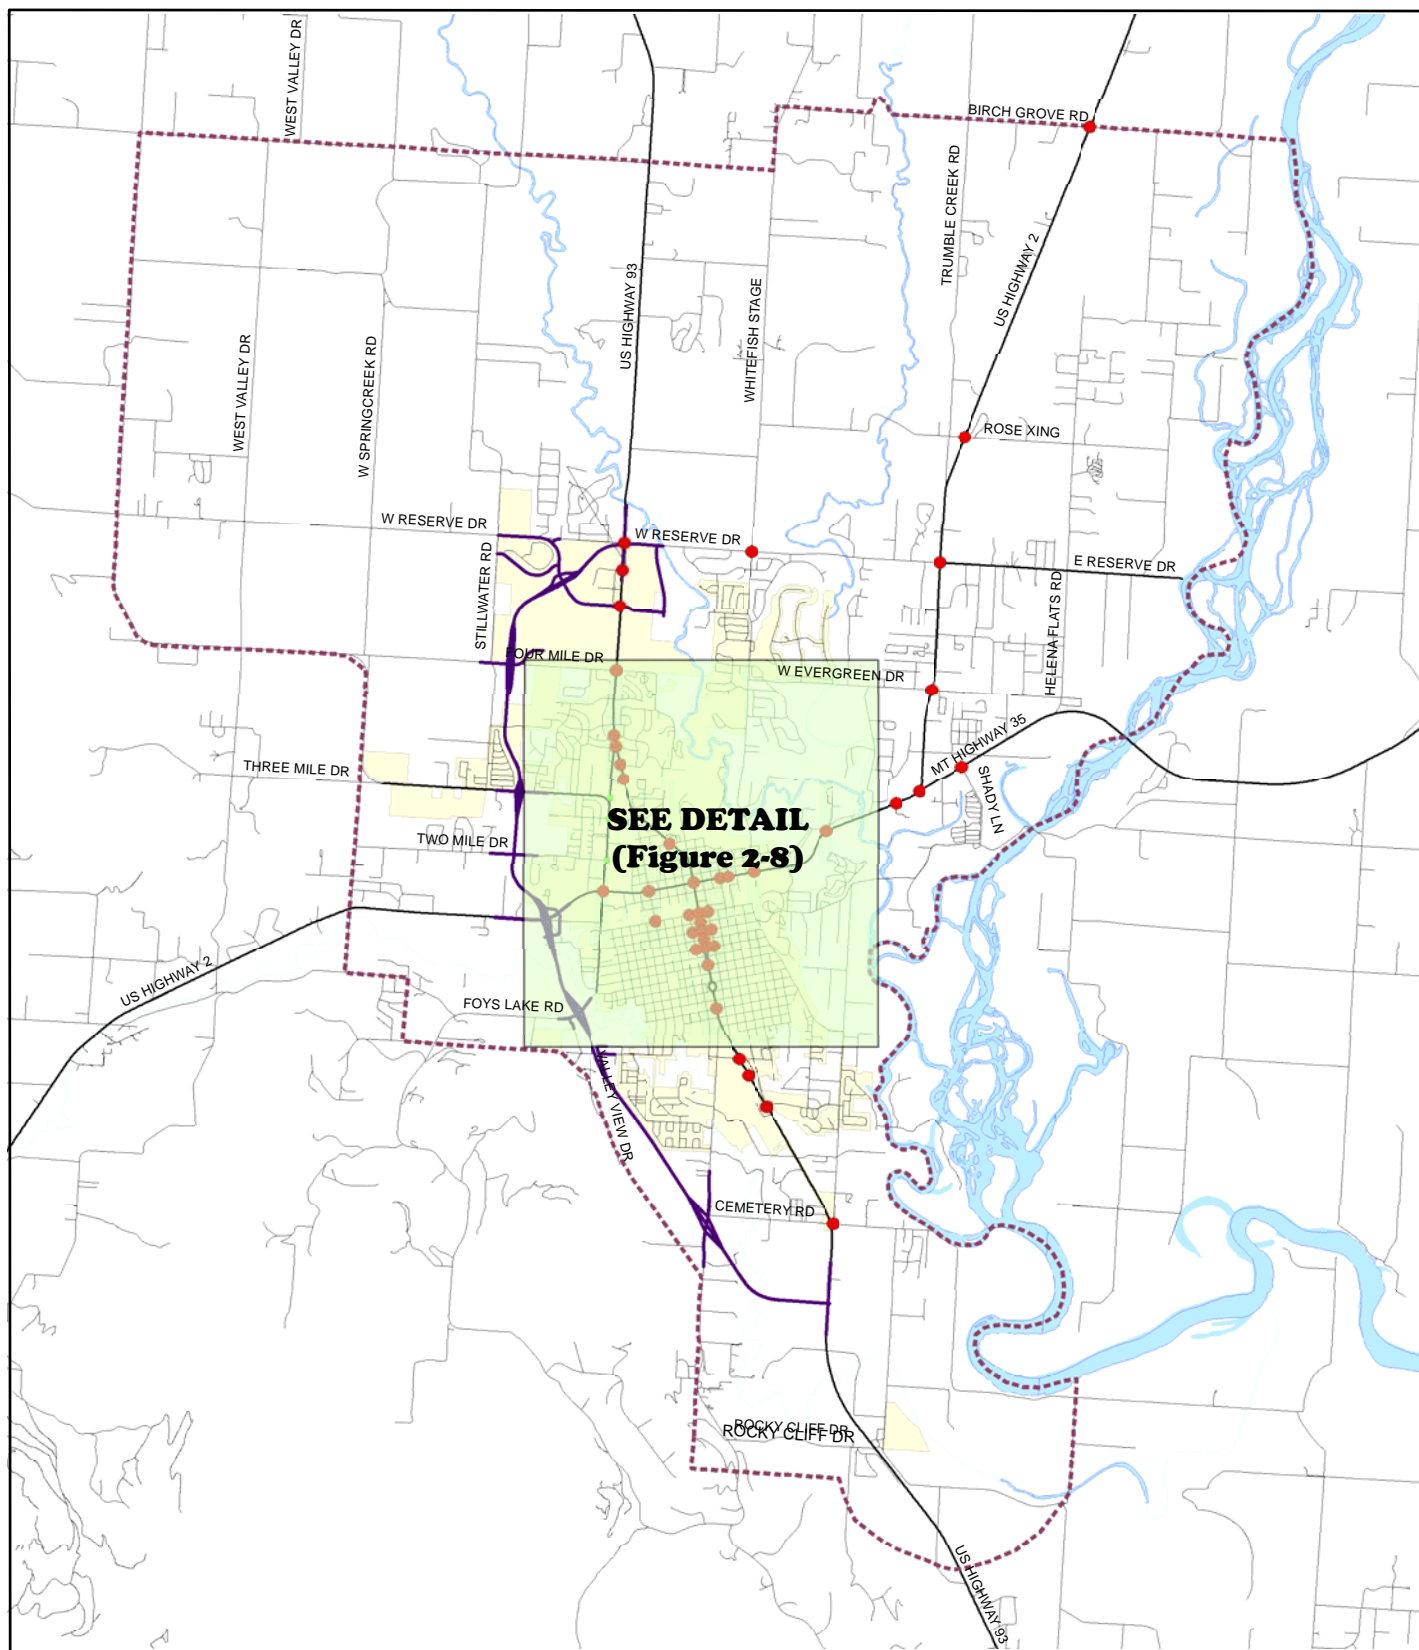 WEST VALLEY DR
BIRCH GROVE RD
TRUMBLE CREEK RD
US HIGHWAY 2
US HIGHWAY 93
WHITEFISH STAGE
WEST VALLEY DR
W SPRINGCREEK RD
ROSE XING
W RESERVE DR
W RESERVE DR
E RESERVE DR
STILLWATER RD
HELENA FLATS RD
FOUR MILE DR
W EVERGREEN DR
MT HIGHWAY 35
THREE MILE DR
SHADY LN
SEE DETAIL
(Figure 2-8)
TWO MILE DR
US HIGHWAY 2
FOYS LAKE RD
VALLEY VIEW DR
CEMETERY RD
ROCKY CLIFF DR
ROCKY CLIFF DR
US HIGHWAY 93